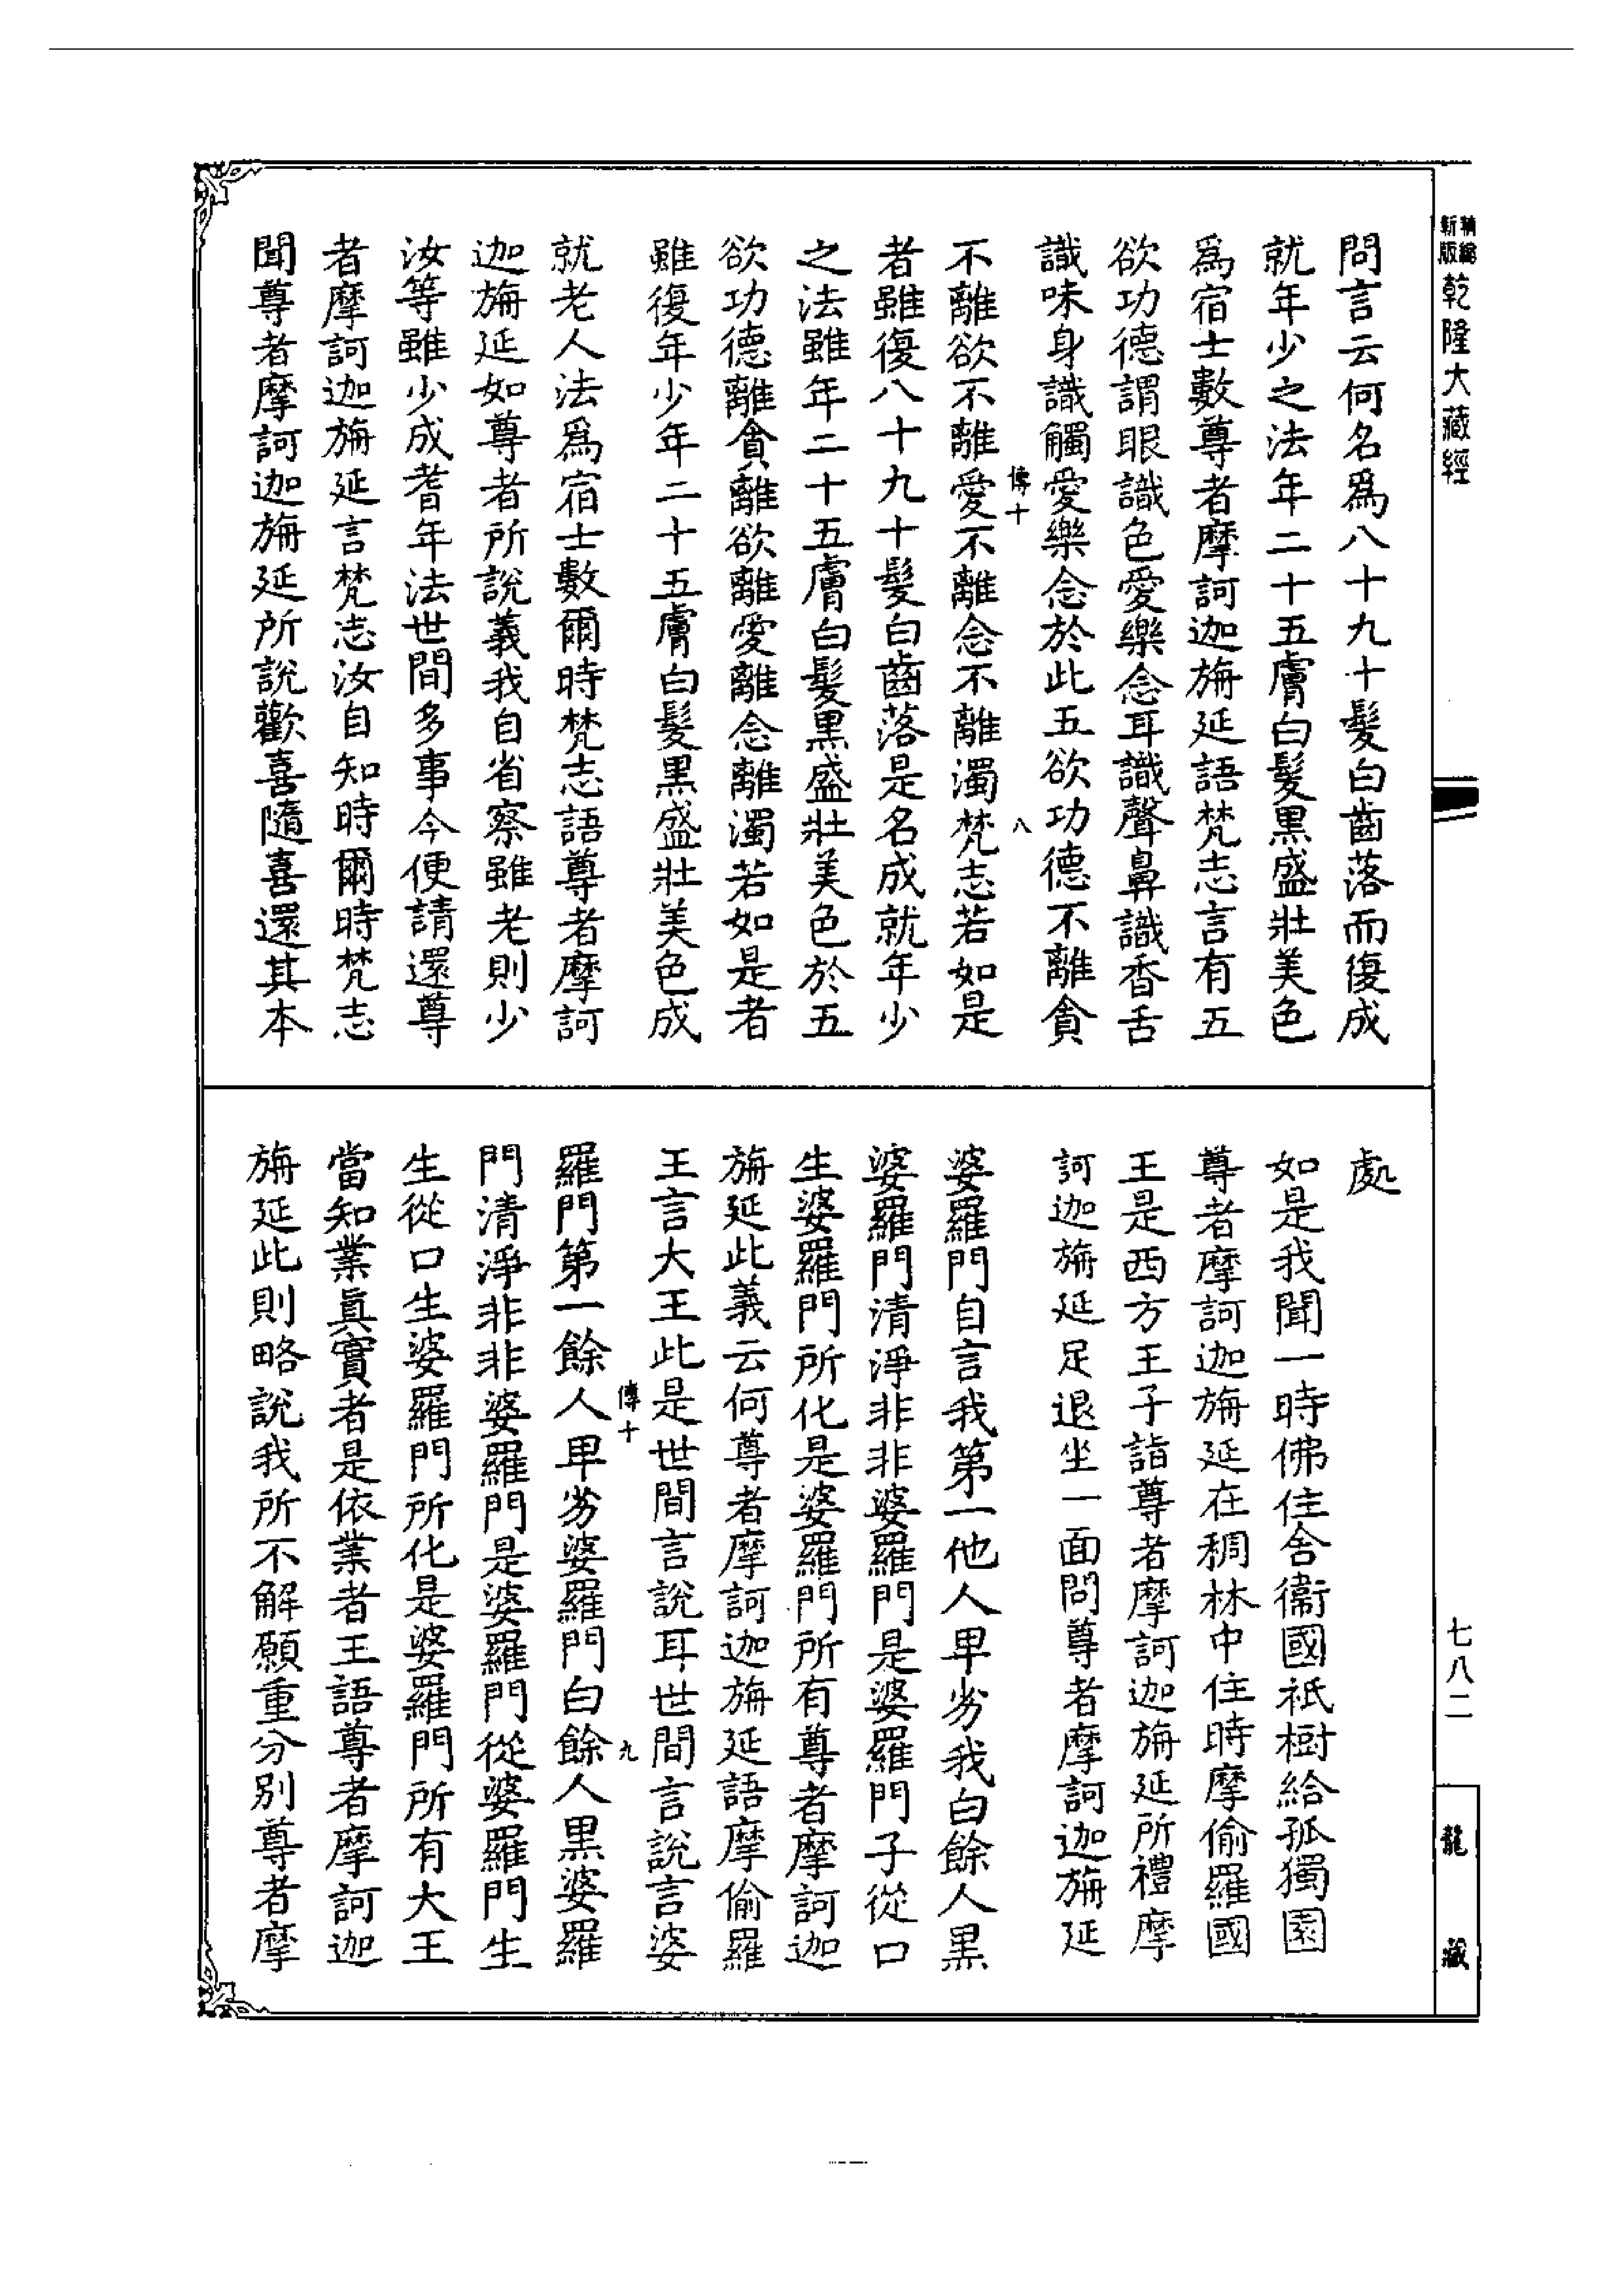 精縮
新版
乾隆大藏經
問言云何名爲八十九十髮白齒落而復成
就年少之法年二十五膚白髮黑盛壯美色
爲宿士數尊者摩訶迦旃延語梵志言有五
欲功德謂眼識色愛樂念耳識聲鼻識香舌
識味身識觸愛樂念於此五欲功德不離貪
不離欲不離愛不離念不離濁梵志若如是
者雖復八十九十髮白齒落是名成就年少
之法雖年二十五膚白髮黑盛壯美色於五
欲功德離貪離欲離愛離念離濁若如是者
雖復年少年二十五膚白髮黑盛壯美色成
就老人法爲宿士數爾時梵志語尊者摩訶
迦旃延如尊者所說義我自省察雖老則少
汝等雖少成耆年法世間多事今便請還尊
者摩訶迦旃延言梵志汝自知時爾時梵志
聞尊者摩訶迦旃延所說歡喜隨喜還其本
傳十
八
處
如是我聞一時佛住舍衞國祇樹給孤獨園
尊者摩訶迦旃延在稠林中住時摩偷羅國
王是西方王子詣尊者摩訶迦旃延所禮摩
訶迦旃延足退坐一面問尊者摩訶迦旃延
婆羅門自言我第一他人卑劣我白餘人黑
婆羅門清淨非非婆羅門是婆羅門子從口
生婆羅門所化是婆羅門所有尊者摩訶迦
旃延此義云何尊者摩訶迦旃延語摩偷羅
王言大王此是世間言說耳世間言說言婆
羅門第一餘人卑劣婆羅門白餘人黑婆羅
門清淨非非婆羅門是婆羅門從婆羅門生
生從口生婆羅門所化是婆羅門所有大王
當知業眞實者是依業者王語尊者摩訶迦
旃延此則略說我所不解願重分別尊者摩
傳十
九
七八二
龍藏